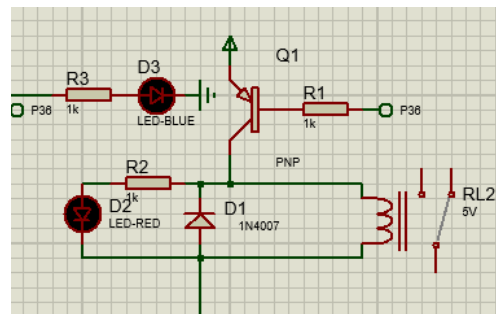 Q1
D3
R3
R1
P36
1k
LED-BLUE
1k
P36
R2
PNP
1k
D2
LED-RED
D1
1N4007
RL2
5V